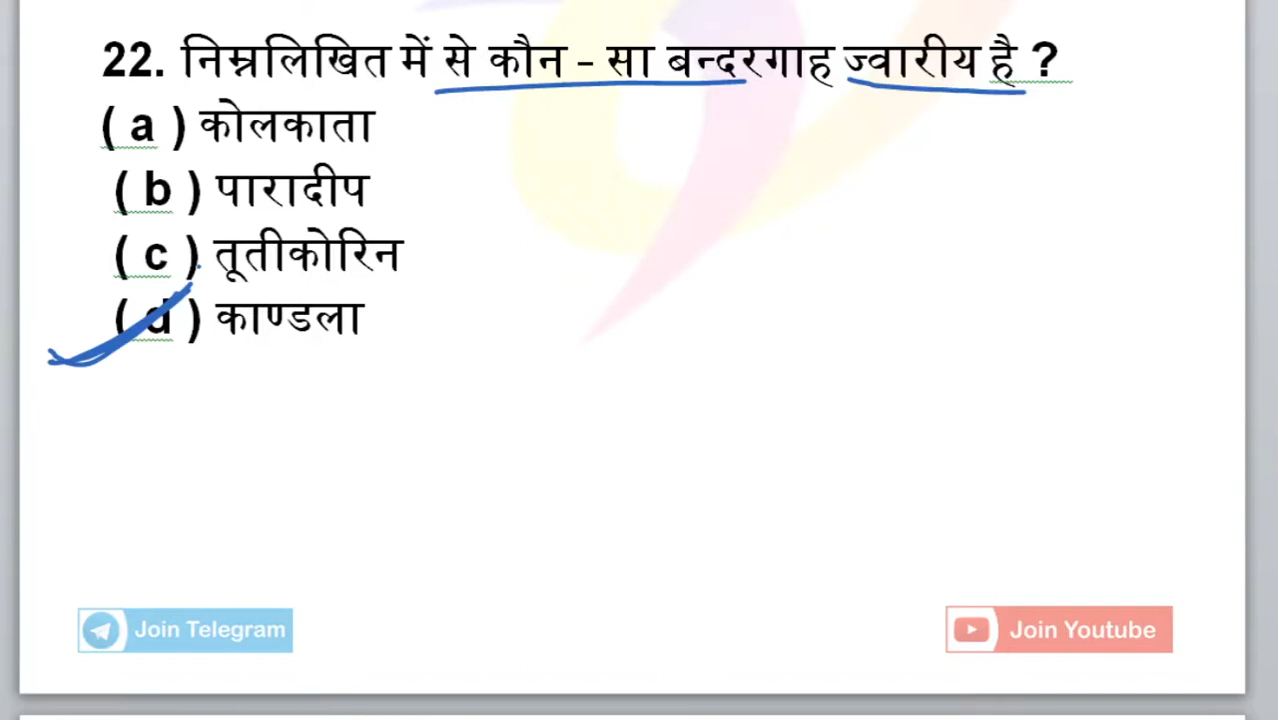 22. निम्नलिखित में से कौन - सा बन्दरगाह ज्वारीय है ?
( a ) कोलकाता
( b ) पारादीप
( c ) तूतीकोरिन
( d ) काण्डला
Join Telegram
Join Youtube